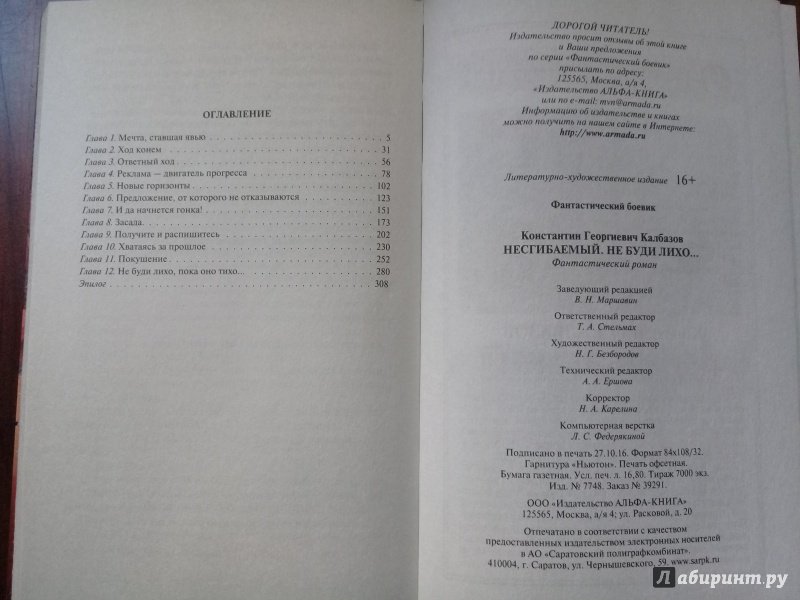 ОГЛАВЛЕНИЕ
Глава 1. Мечта, ставшая явью 5
Глава 2. Ход конем 31
Глава 3. Ответный ход 56
Глава 4. Реклама — двигатель прогресса 78
Глава 5. Новые горизонты 102
Глава 6. Предложение, от которого не отказываются 123
Глава 7. И да начнется гонка! 151
Глава 8. Засада 173
Глава 9. Получите и распишитесь 202
Глава 10. Хватаясь за прошлое 230
Глава 11. Покушение 252
Глава 12. Не буди лихо, пока оно тихо... 280
Эпилог 308
ДОРОГОЙ ЧИТАТЕЛЬ!
Издательство просит отзывы об этой книге
и Ваши предложения
по серии «Фантастический боевик»
присылать по адресу:
125565, Москва, а/я 4,
«Издательство АЛЬФА-КНИГА»
или по e-mail: mvn@armada.ru
Информацию об издательстве и книгах
можно получить на нашем сайте в Интернете:
http://www.armada.ru
Литературно-художественное издание 16+
Фантастический боевик
Константин Георгиевич Калбазов
НЕСГИБАЕМЫЙ. НЕ БУДИ ЛИХО...
Фантастический роман
Заведующий редакцией
В. Н. Маршавин
Ответственный редактор
Т. А. Стельмах
Художественный редактор
Н. Г. Безбородов
Технический редактор
А. А. Ершова
Корректор
Н. А. Карелина
Компьютерная верстка
Л. С. Федерякиной
Подписано в печать 27.10.16. Формат 84х108/32.
Гарнитура «Ньютон». Печать офсетная.
Бумага газетная. Усл. печ. л. 16,80. Тираж 7000 экз.
Изд. № 7748. Заказ № 39291.
ООО «Издательство АЛЬФА-КНИГА»
125565, Москва, а/я 4; ул. Расковой, д. 20
Отпечатано в соответствии с качеством
предоставленных издательством электронных носителей
в АО «Саратовский полиграфкомбинат».
410004, г. Саратов, ул. Чернышевского, 59. www.sarpk.ru
Лабиринт.ру